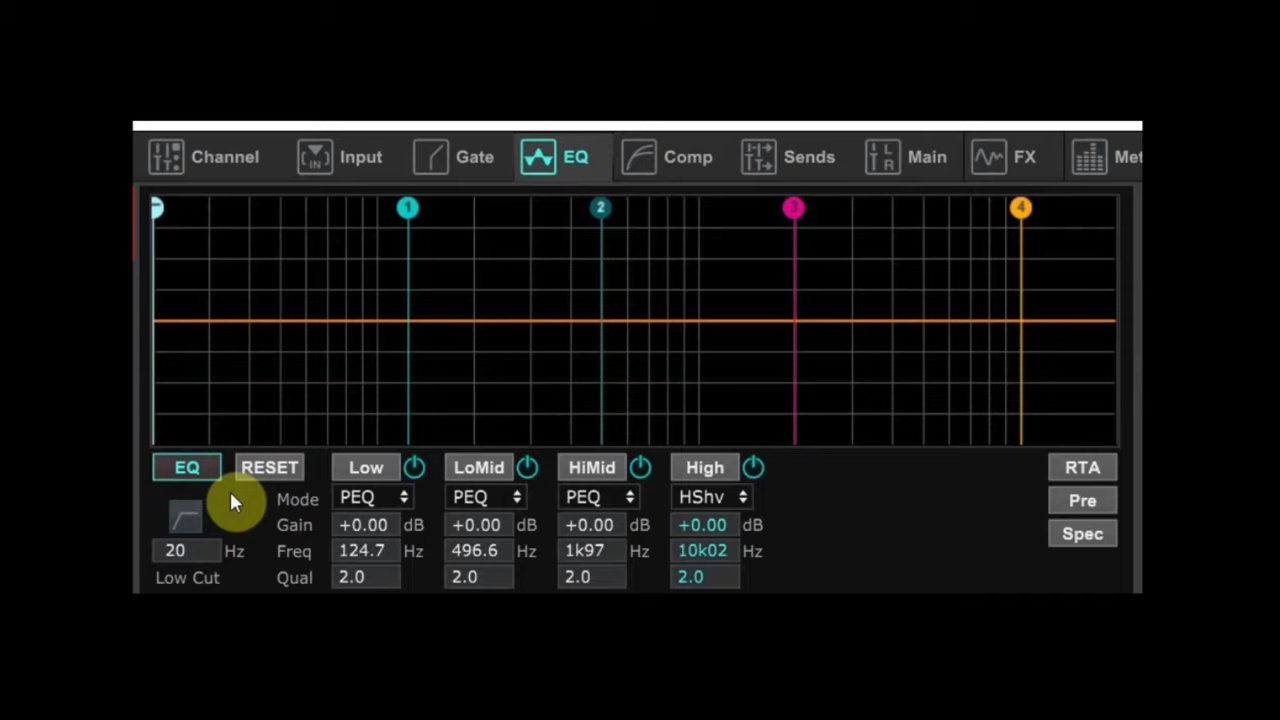 Channel Input Gate EQ Comp Sends Main FX Met
1 2 3 4
EQ RESET Low LoMid HiMid High RTA
Mode PEQ PEQ PEQ HShv Pre
Gain +0.00 dB +0.00 dB +0.00 dB +0.00 dB Spec
20 Hz Freq 124.7 Hz 496.6 Hz 1k97 Hz 10k02 Hz
Low Cut Qual 2.0 2.0 2.0 2.0